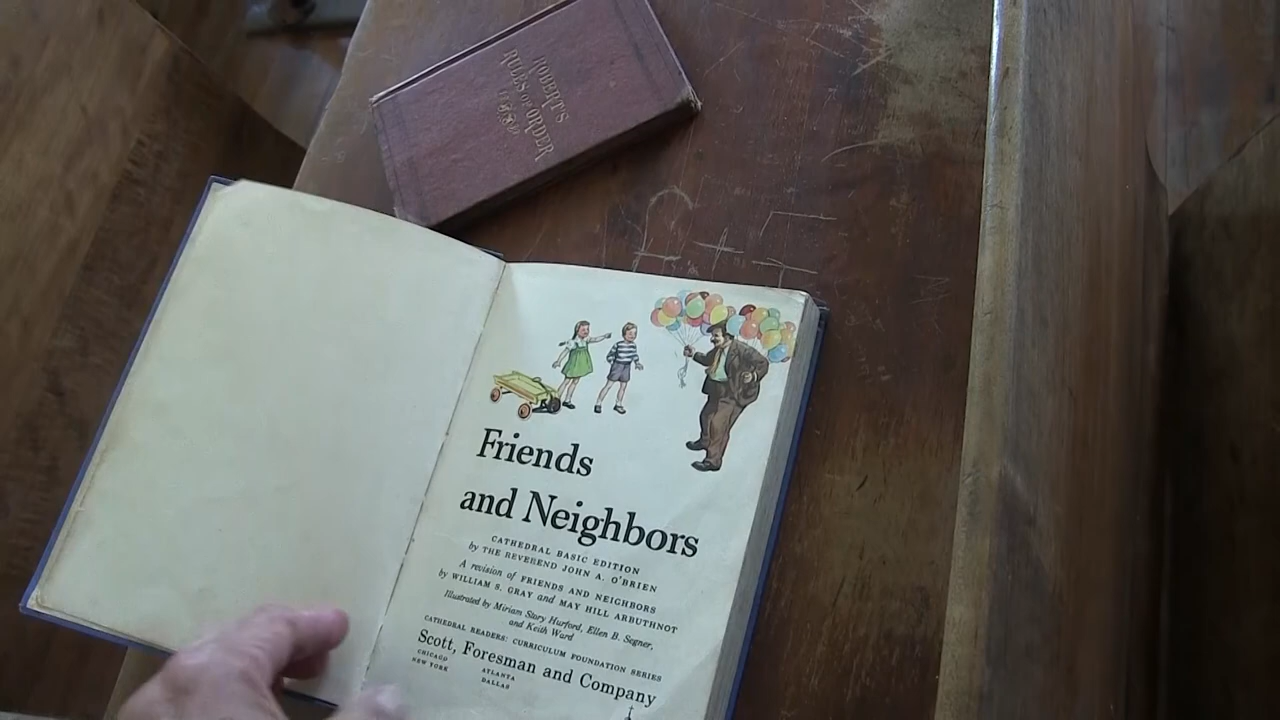 ROBERT'S
RULES OF ORDER
Friends
and Neighbors
CATHEDRAL BASIC EDITION
by THE REVEREND JOHN A. O'BRIEN
A revision of FRIENDS AND NEIGHBORS
by WILLIAM S. GRAY and MAY HILL ARBUTHNOT
Illustrated by Miriam Story Hurford, Ellen B. Segner,
and Keith Ward
CATHEDRAL READERS: CURRICULUM FOUNDATION SERIES
Scott, Foresman and Company
CHICAGO ATLANTA
NEW YORK DALLAS